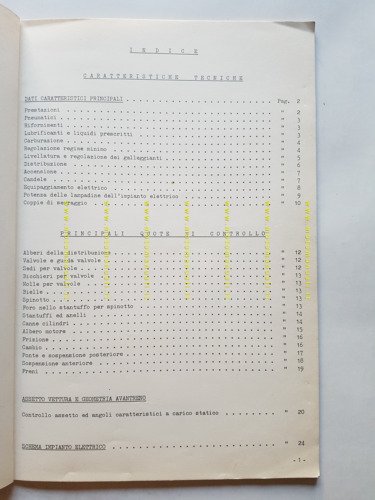 I N D I C E
CARATTERISTICHE TECNICHE
DATI CARATTERISTICI PRINCIPALI . . . Pag. 2
Prestazioni . . . " 2
Pneumatici . . . " 3
Rifornimenti . . . " 3
Lubrificanti e liquidi prescritti . . . " 3
Carburazione . . . " 4
Regolazione regime minimo . . . " 4
Livellatura e regolazione dei galleggianti . . . " 5
Distribuzione . . . " 6
Accensione . . . " 7
Candele . . . " 7
Equipaggiamento elettrico . . . " 8
Potenza delle lampadine dell'impianto elettrico . . . " 9
Coppie di serraggio . . . " 10
PRINCIPALI QUOTE DI CONTROLLO
Alberi della distribuzione . . . " 12
Valvole e guida valvole . . . " 12
Sedi per valvole . . . " 12
Bicchieri per valvole . . . " 13
Molle per valvole . . . " 13
Bielle . . . " 13
Spinotto . . . " 13
Foro nello stantuffo per spinotto . . . " 14
Stantuffi ed anelli . . . " 14
Canne cilindri . . . " 14
Albero motore . . . " 15
Frizione . . . " 16
Cambio . . . " 16
Ponte e sospensione posteriore . . . " 17
Sospensione anteriore . . . " 18
Freni . . . " 19
ASSETTO VETTURA E GEOMETRIA AVANTRENO
Controllo assetto ed angoli caratteristici a carico statico . . . " 20
SCHEMA IMPIANTO ELETTRICO . . . " 24
- 1 -